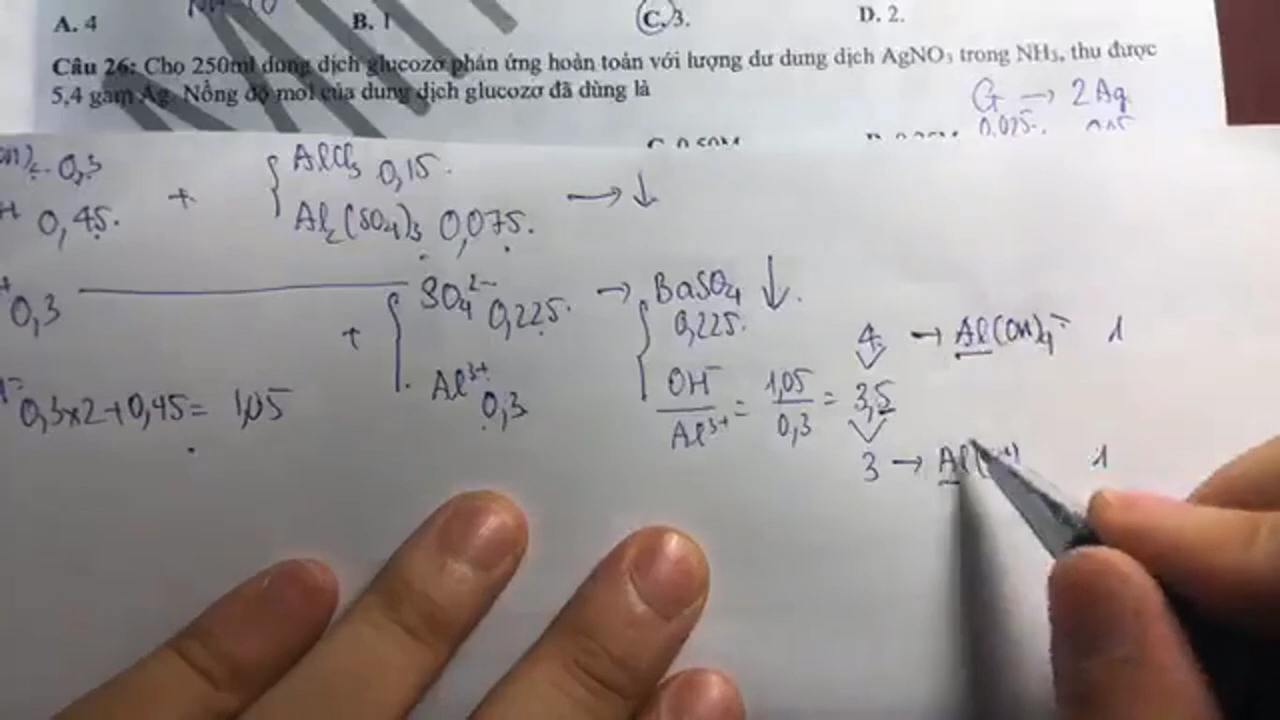 A. 4 B. 1 C. 3. D. 2.
Câu 26: Cho 250ml dung dịch glucozơ phản ứng hoàn toàn với lượng dư dung dịch AgNO₃ trong NH₃, thu được
5,4 gam Ag. Nồng độ mol của dung dịch glucozơ đã dùng là
G → 2Ag
0,025.
0,3 + { AlCl₃ 0,15. → ↓
0,45. Al₂(SO₄)₃ 0,075.
0,3 + { SO₄²⁻ 0,225. → { BaSO₄ ↓.
0,225.
4 → Al(OH)₄⁻ 1
Al³⁺ 0,3
0,3x2+0,45= 1,05
OH⁻/Al³⁺ = 1,05/0,3 = 3,5
3 → Al( 1